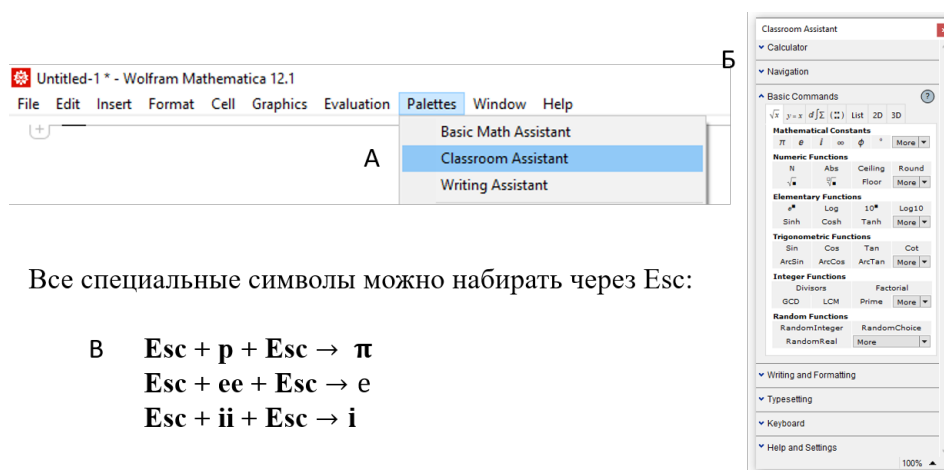 Untitled-1 * - Wolfram Mathematica 12.1
File Edit Insert Format Cell Graphics Evaluation Palettes Window Help
Basic Math Assistant
А Classroom Assistant
Writing Assistant
Все специальные символы можно набирать через Esc:
В Esc + p + Esc → π
Esc + ee + Esc → e
Esc + ii + Esc → i
Б
Classroom Assistant
Calculator
Navigation
Basic Commands ?
√x y=x d∫Σ (∷) List 2D 3D
Mathematical Constants
π e i ∞ ϕ ° More
Numeric Functions
N Abs Ceiling Round
√▪ ∜▪ Floor More
Elementary Functions
e▪ Log 10▪ Log10
Sinh Cosh Tanh More
Trigonometric Functions
Sin Cos Tan Cot
ArcSin ArcCos ArcTan More
Integer Functions
Divisors Factorial
GCD LCM Prime More
Random Functions
RandomInteger RandomChoice
RandomReal More
Writing and Formatting
Typesetting
Keyboard
Help and Settings
100%